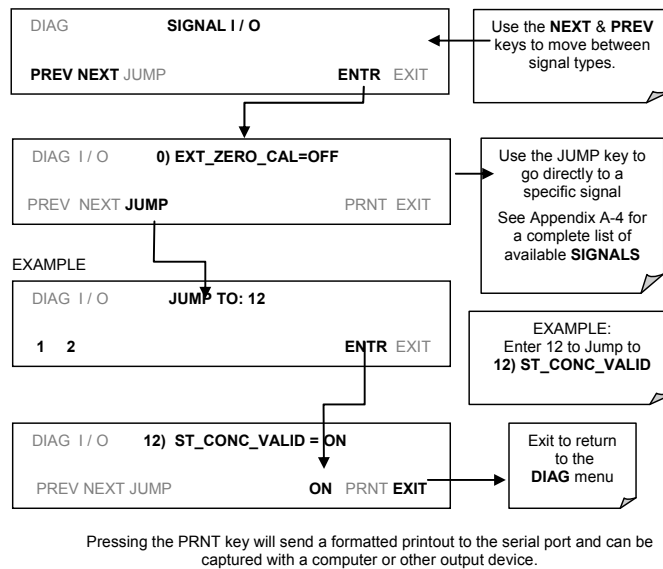 DIAG SIGNAL I / O
PREV NEXT JUMP ENTR EXIT
Use the NEXT & PREV
keys to move between
signal types.
DIAG I / O 0) EXT_ZERO_CAL=OFF
PREV NEXT JUMP PRNT EXIT
Use the JUMP key to
go directly to a
specific signal
See Appendix A-4 for
a complete list of
available SIGNALS
EXAMPLE
DIAG I / O JUMP TO: 12
1 2 ENTR EXIT
EXAMPLE:
Enter 12 to Jump to
12) ST_CONC_VALID
DIAG I / O 12) ST_CONC_VALID = ON
PREV NEXT JUMP ON PRNT EXIT
Exit to return
to the
DIAG menu
Pressing the PRNT key will send a formatted printout to the serial port and can be
captured with a computer or other output device.